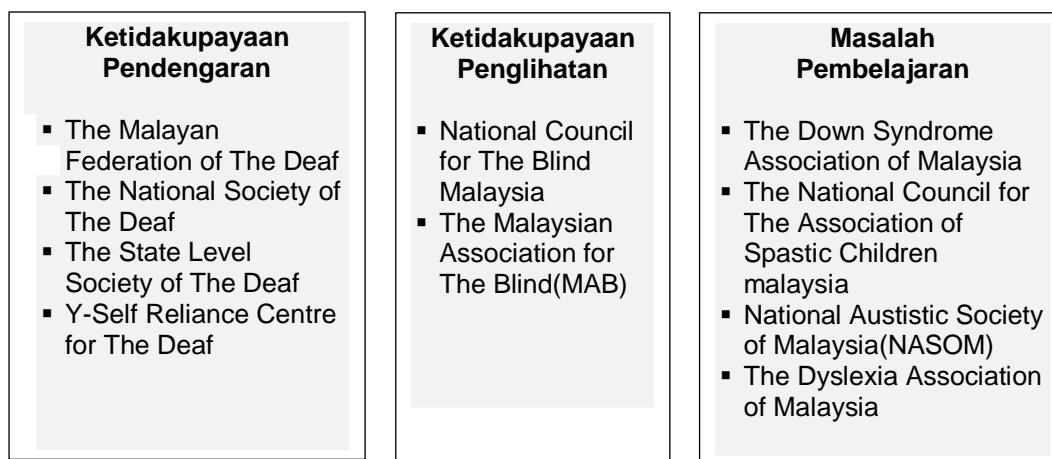 Ketidakupayaan
Pendengaran
▪ The Malayan
Federation of The Deaf
▪ The National Society of
The Deaf
▪ The State Level
Society of The Deaf
▪ Y-Self Reliance Centre
for The Deaf
Ketidakupayaan
Penglihatan
▪ National Council
for The Blind
Malaysia
▪ The Malaysian
Association for
The Blind(MAB)
Masalah
Pembelajaran
▪ The Down Syndrome
Association of Malaysia
▪ The National Council for
The Association of
Spastic Children
malaysia
▪ National Austistic Society
of Malaysia(NASOM)
▪ The Dyslexia Association
of Malaysia